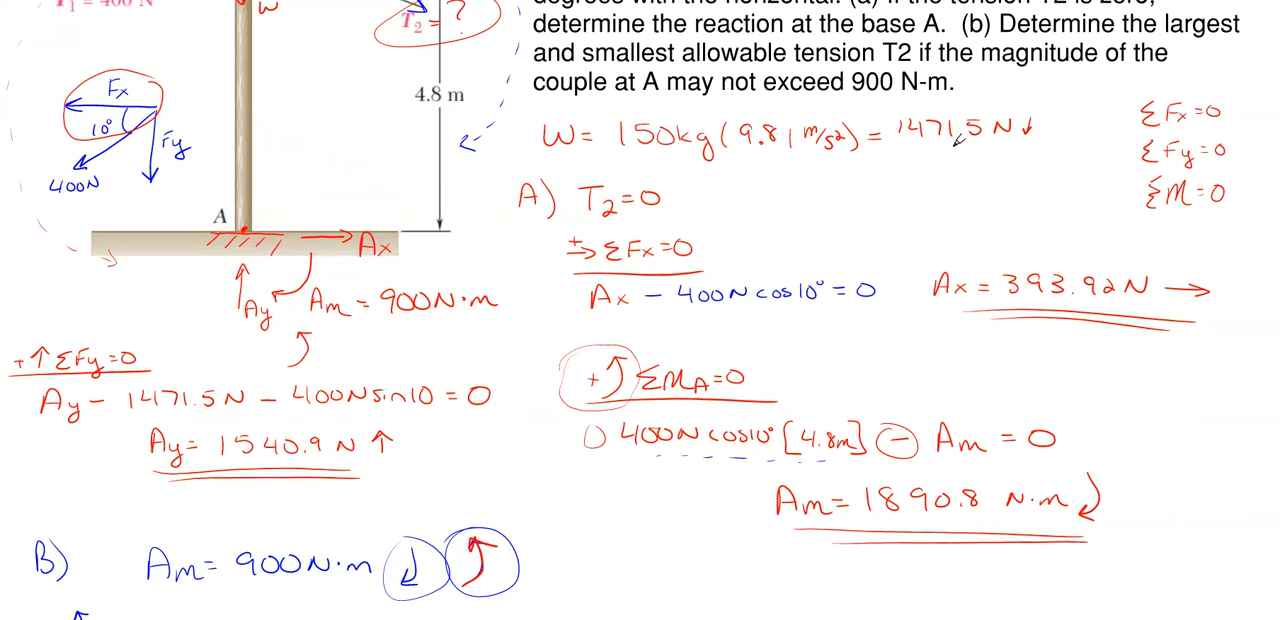 T₁ = 400 N
W
T₂ = ?
degrees with the horizontal. (a) if the tension T2 is zero,
determine the reaction at the base A. (b) Determine the largest
and smallest allowable tension T2 if the magnitude of the
couple at A may not exceed 900 N-m.
4.8 m
Fx
10°
Fy
400N
W = 150kg (9.81 m/s²) = 1471.5 N ↓
ΣFx=0
ΣFy=0
ΣM=0
A) T₂=0
A
Ax
+→ ΣFx=0
Ax - 400N cos10° = 0
Ax = 393.92N →
Ay
Am = 900N·m
+↑ ΣFy=0
Ay - 1471.5N - 400N sin10 = 0
Ay = 1540.9 N ↑
+ ΣMA=0
400N cos10° [4.8m] - Am = 0
Am = 1890.8 N·m
B) Am = 900N·m